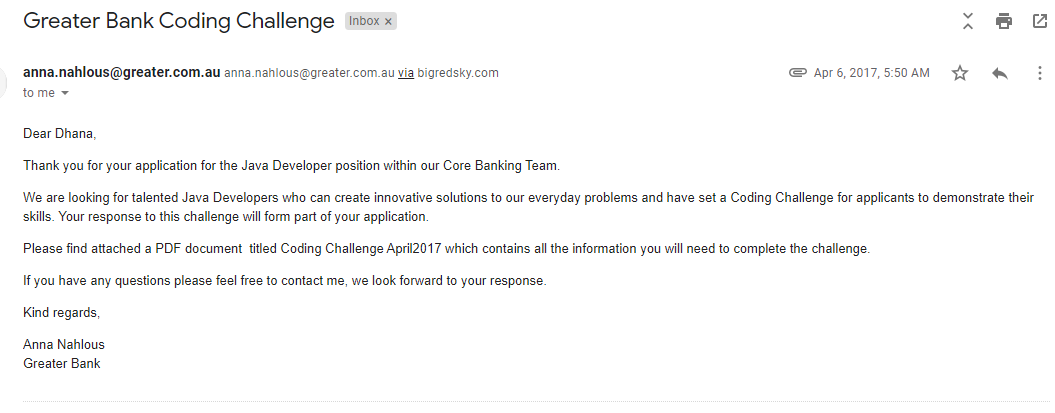 Greater Bank Coding Challenge Inbox ×
anna.nahlous@greater.com.au anna.nahlous@greater.com.au via bigredsky.com Apr 6, 2017, 5:50 AM
to me
Dear Dhana,
Thank you for your application for the Java Developer position within our Core Banking Team.
We are looking for talented Java Developers who can create innovative solutions to our everyday problems and have set a Coding Challenge for applicants to demonstrate their
skills. Your response to this challenge will form part of your application.
Please find attached a PDF document  titled Coding Challenge April2017 which contains all the information you will need to complete the challenge.
If you have any questions please feel free to contact me, we look forward to your response.
Kind regards,
Anna Nahlous
Greater Bank